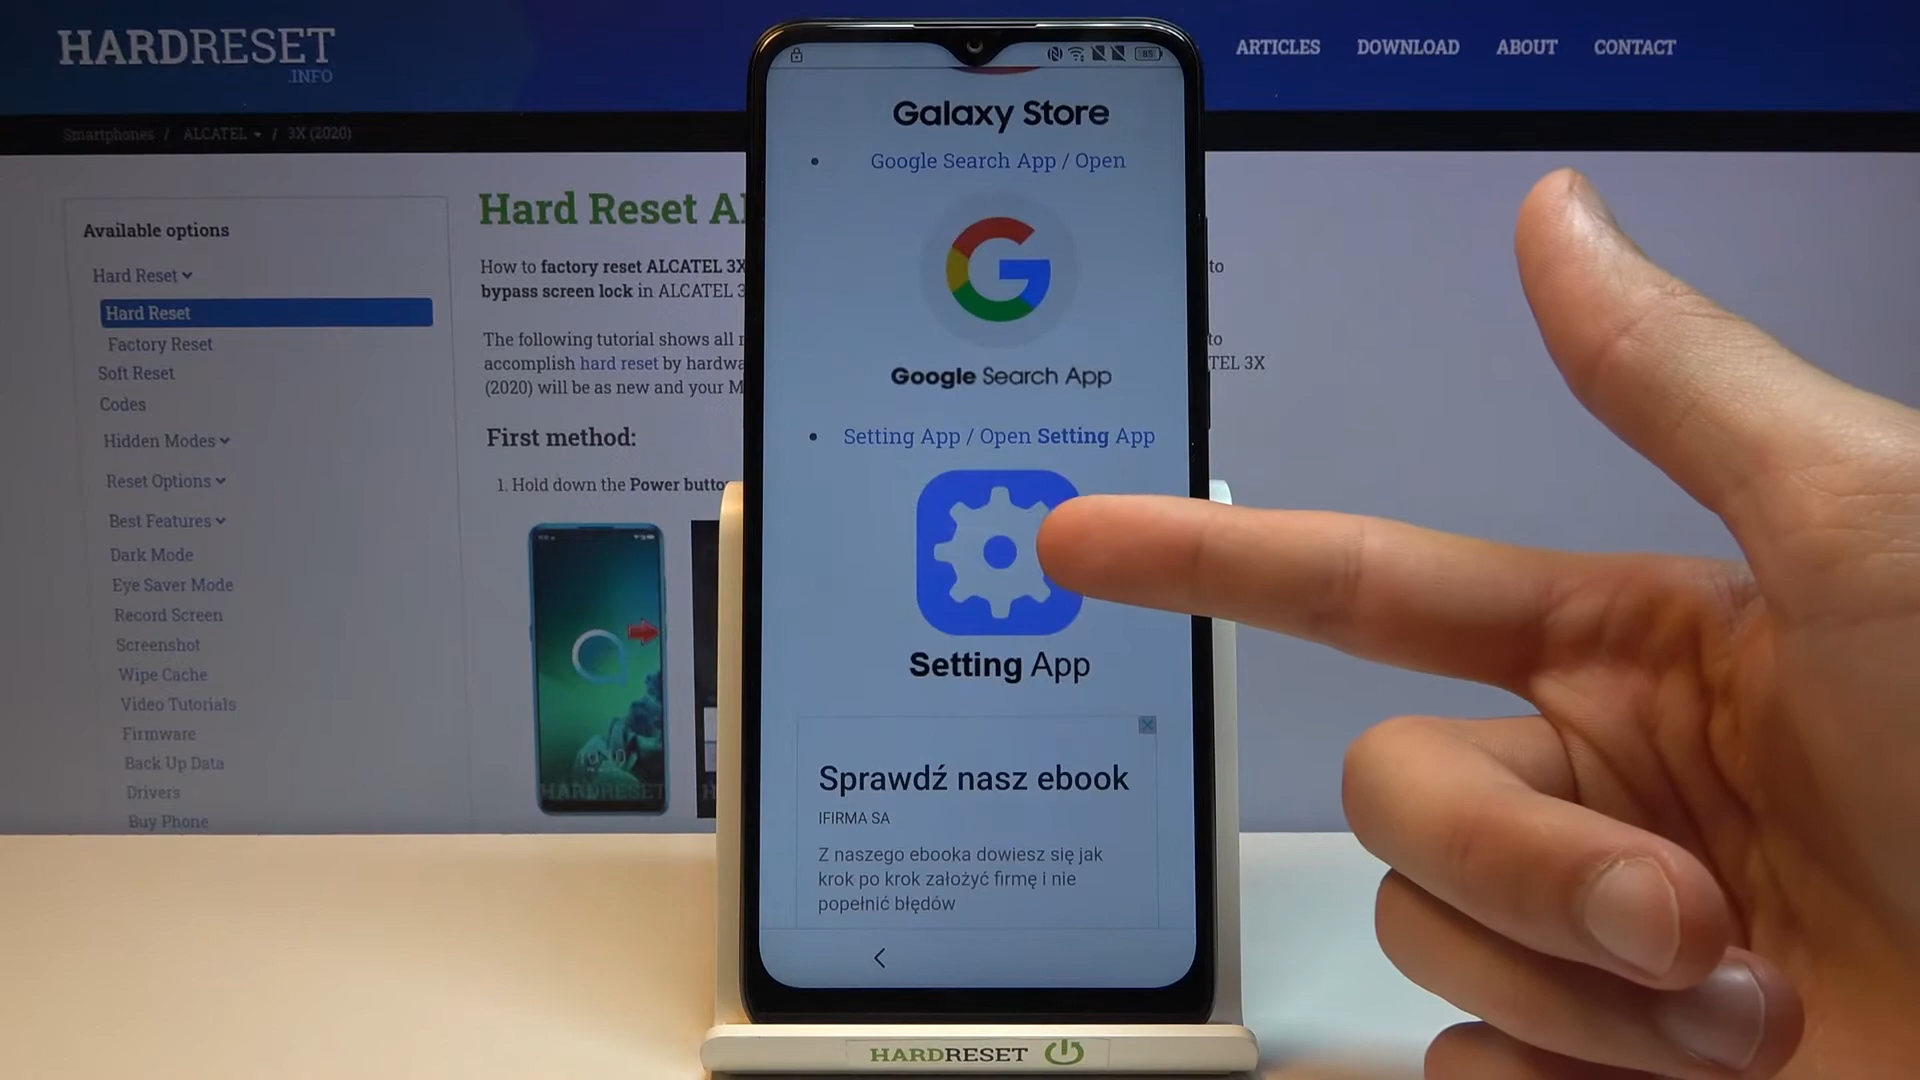 HARDRESET
.INFO
ARTICLES DOWNLOAD ABOUT CONTACT
Smartphones / ALCATEL / 3X (2020)
Available options
Hard Reset
Hard Reset
Factory Reset
Soft Reset
Codes
Hidden Modes
Reset Options
Best Features
Dark Mode
Eye Saver Mode
Record Screen
Screenshot
Wipe Cache
Video Tutorials
Firmware
Back Up Data
Drivers
Buy Phone
Hard Reset
How to factory reset ALCATEL 3X to
bypass screen lock in ALCATEL
The following tutorial shows all to
accomplish hard reset by
(2020) will be as new and your
First method:
1. Hold down the Power
HARDRESET
85
Galaxy Store
• Google Search App / Open
Google Search App
• Setting App / Open Setting App
Setting App
Sprawdź nasz ebook
IFIRMA SA
Z naszego ebooka dowiesz się jak
krok po kroku założyć firmę i nie
popełnić błędów
HARDRESET